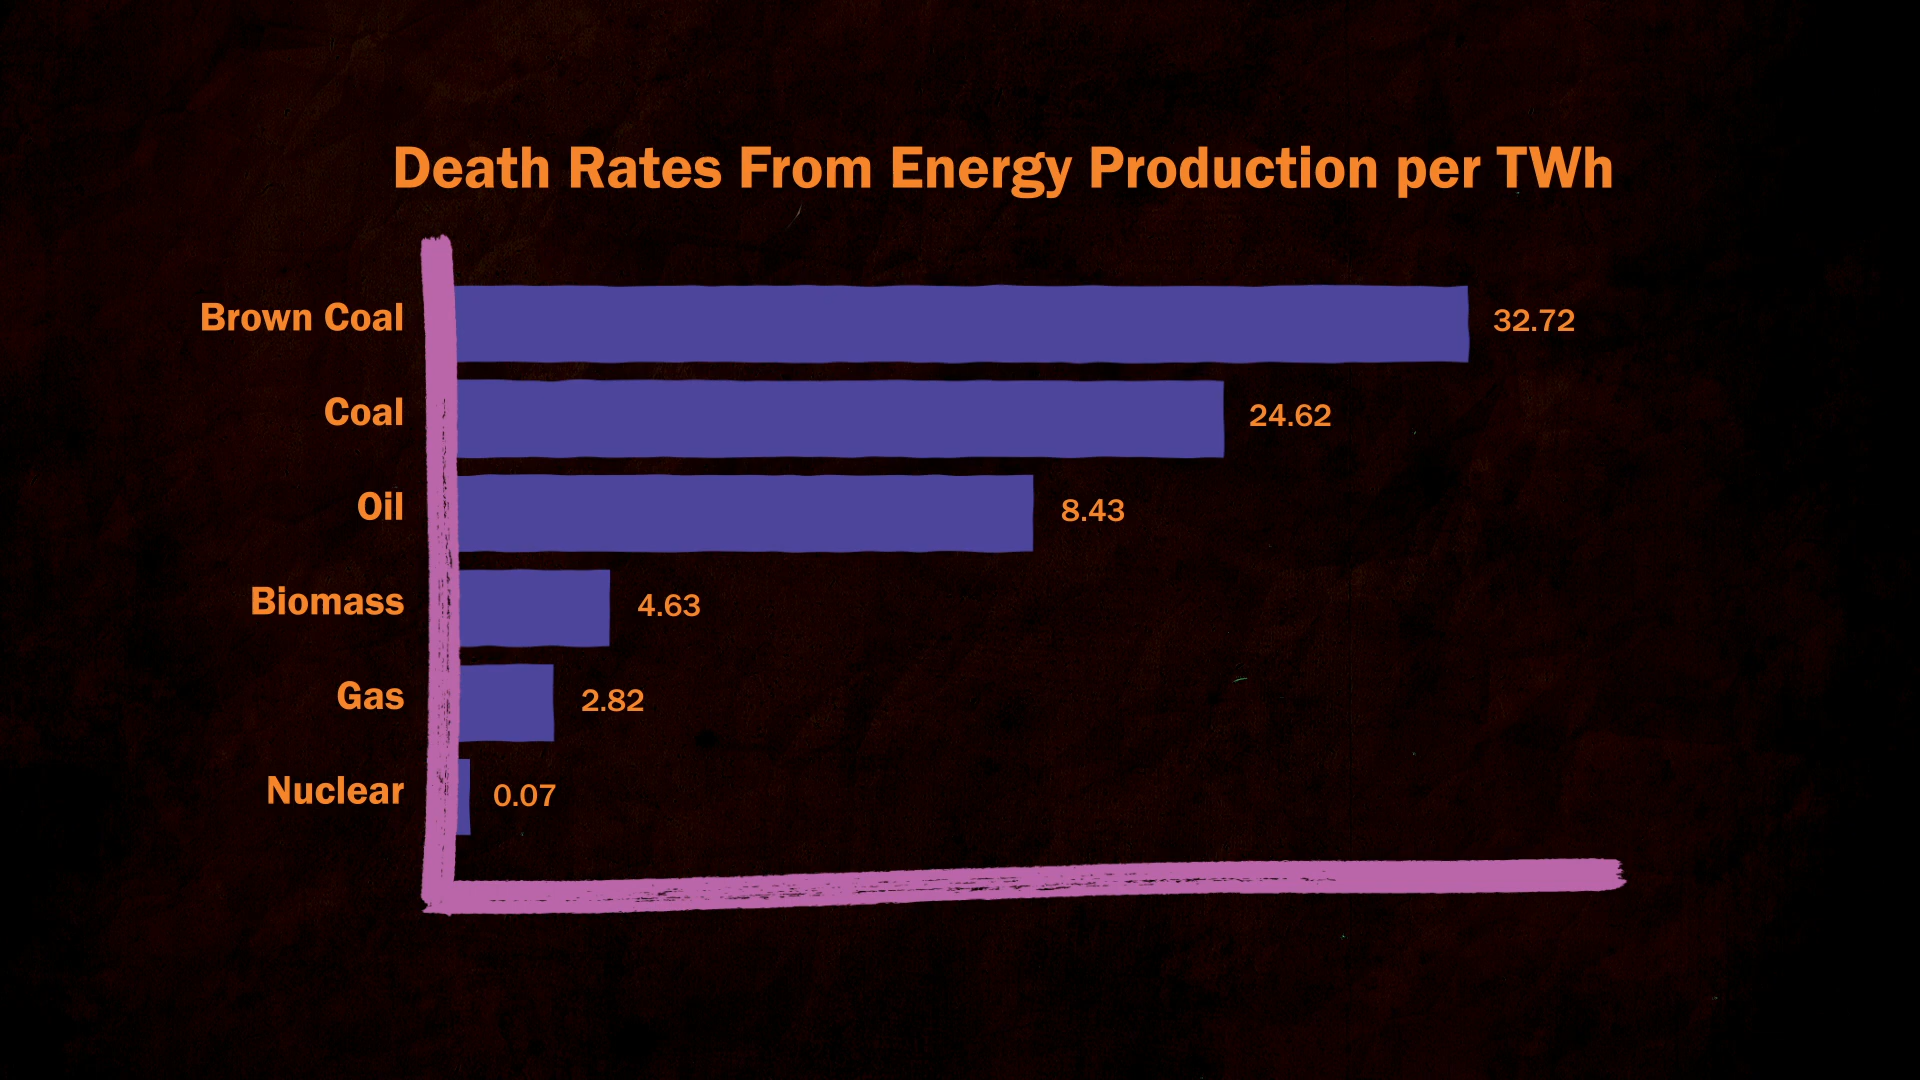 Death Rates From Energy Production per TWh
Brown Coal 32.72
Coal 24.62
Oil 8.43
Biomass 4.63
Gas 2.82
Nuclear 0.07